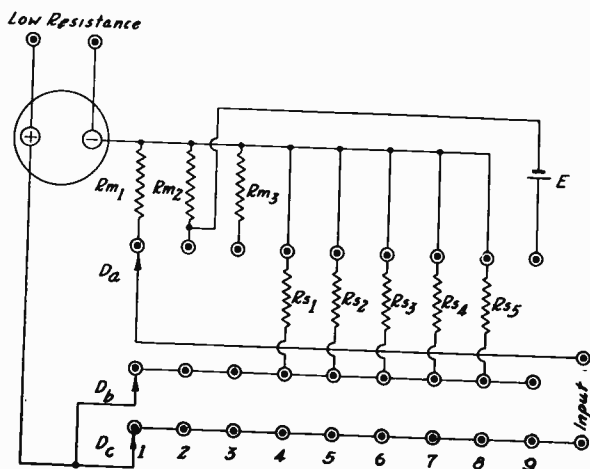 Low Resistance
+
−
Rm1
Rm2
Rm3
E
Da
Rs1
Rs2
Rs3
Rs4
Rs5
Db
Dc
1 2 3 4 5 6 7 8 9
Input